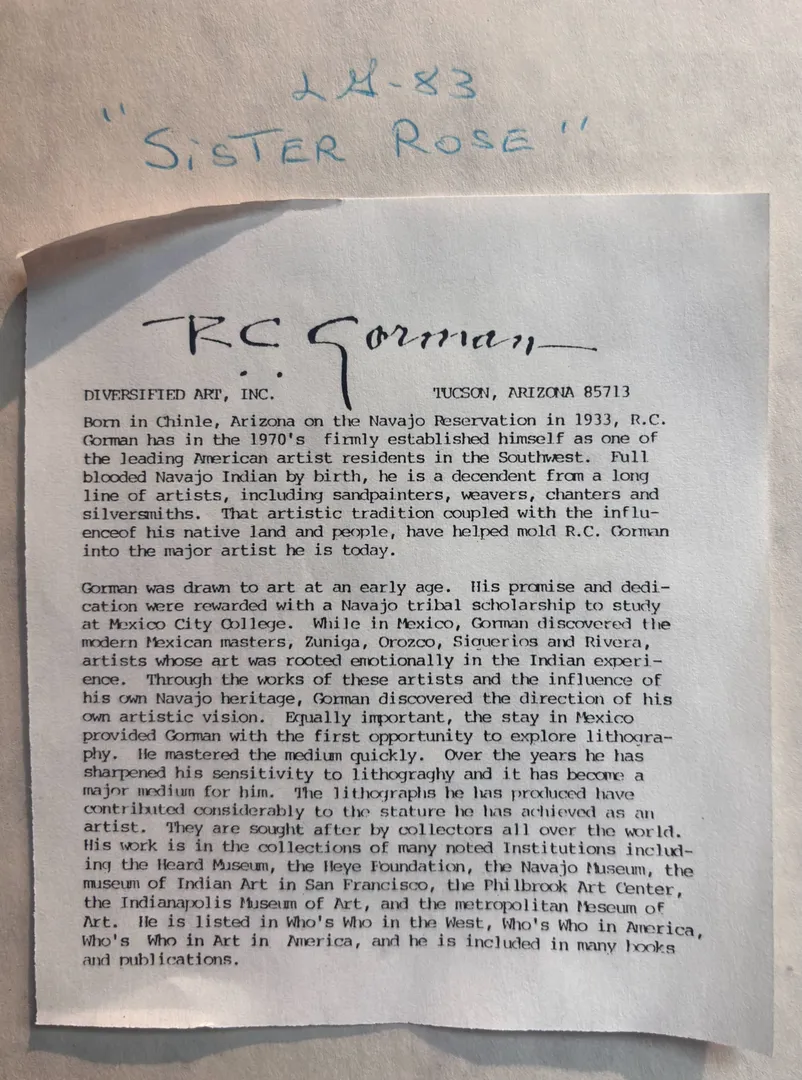 LG-83
"SiSTER ROSE"
R.C. Gorman
DIVERSIFIED ART, INC. TUCSON, ARIZONA 85713
Born in Chinle, Arizona on the Navajo Reservation in 1933, R.C.
Gorman has in the 1970's firmly established himself as one of
the leading American artist residents in the Southwest. Full
blooded Navajo Indian by birth, he is a decendent from a long
line of artists, including sandpainters, weavers, chanters and
silversmiths. That artistic tradition coupled with the influ-
enceof his native land and people, have helped mold R.C. Gorman
into the major artist he is today.
Gorman was drawn to art at an early age. His promise and dedi-
cation were rewarded with a Navajo tribal scholarship to study
at Mexico City College. While in Mexico, Gorman discovered the
modern Mexican masters, Zuniga, Orozco, Siquerios and Rivera,
artists whose art was rooted emotionally in the Indian experi-
ence. Through the works of these artists and the influence of
his own Navajo heritage, Gorman discovered the direction of his
own artistic vision. Equally important, the stay in Mexico
provided Gorman with the first opportunity to explore lithogra-
phy. He mastered the medium quickly. Over the years he has
sharpened his sensitivity to lithograghy and it has become a
major medium for him. The lithographs he has produced have
contributed considerably to the stature he has achieved as an
artist. They are sought after by collectors all over the world.
His work is in the collections of many noted Institutions includ-
ing the Heard Museum, the Heye Foundation, the Navajo Museum, the
museum of Indian Art in San Francisco, the Philbrook Art Center,
the Indianapolis Museum of Art, and the metropolitan Meseum of
Art. He is listed in Who's Who in the West, Who's Who in America,
Who's Who in Art in America, and he is included in many books
and publications.